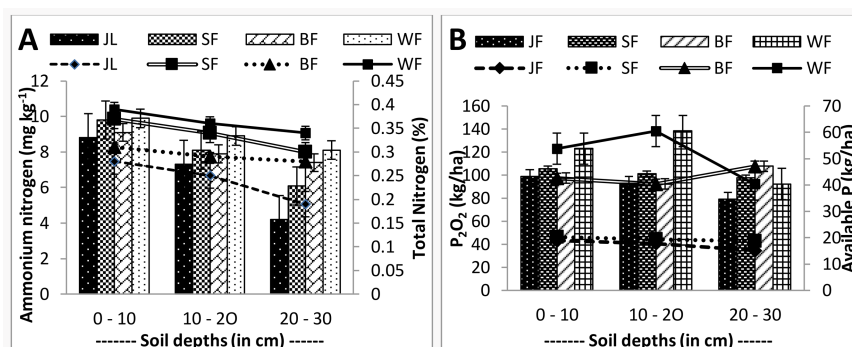 A
JL SF BF WF
JL SF BF WF
Ammonium nitrogen (mg kg⁻¹)
12
10
8
6
4
2
0
0.45
0.4
0.35
0.3
0.25
0.2
0.15
0.1
0.05
0
Total Nitrogen (%)
0 - 10 10 - 2O 20 - 30
------- Soil depths (in cm) ------
B
JF SF BF WF
JF SF BF WF
P₂O₂ (kg/ha)
160
140
120
100
80
60
40
20
0
70
60
50
40
30
20
10
0
Available P (kg/ha)
0 - 10 10 - 2O 20 - 30
------- Soil depths (in cm) ------